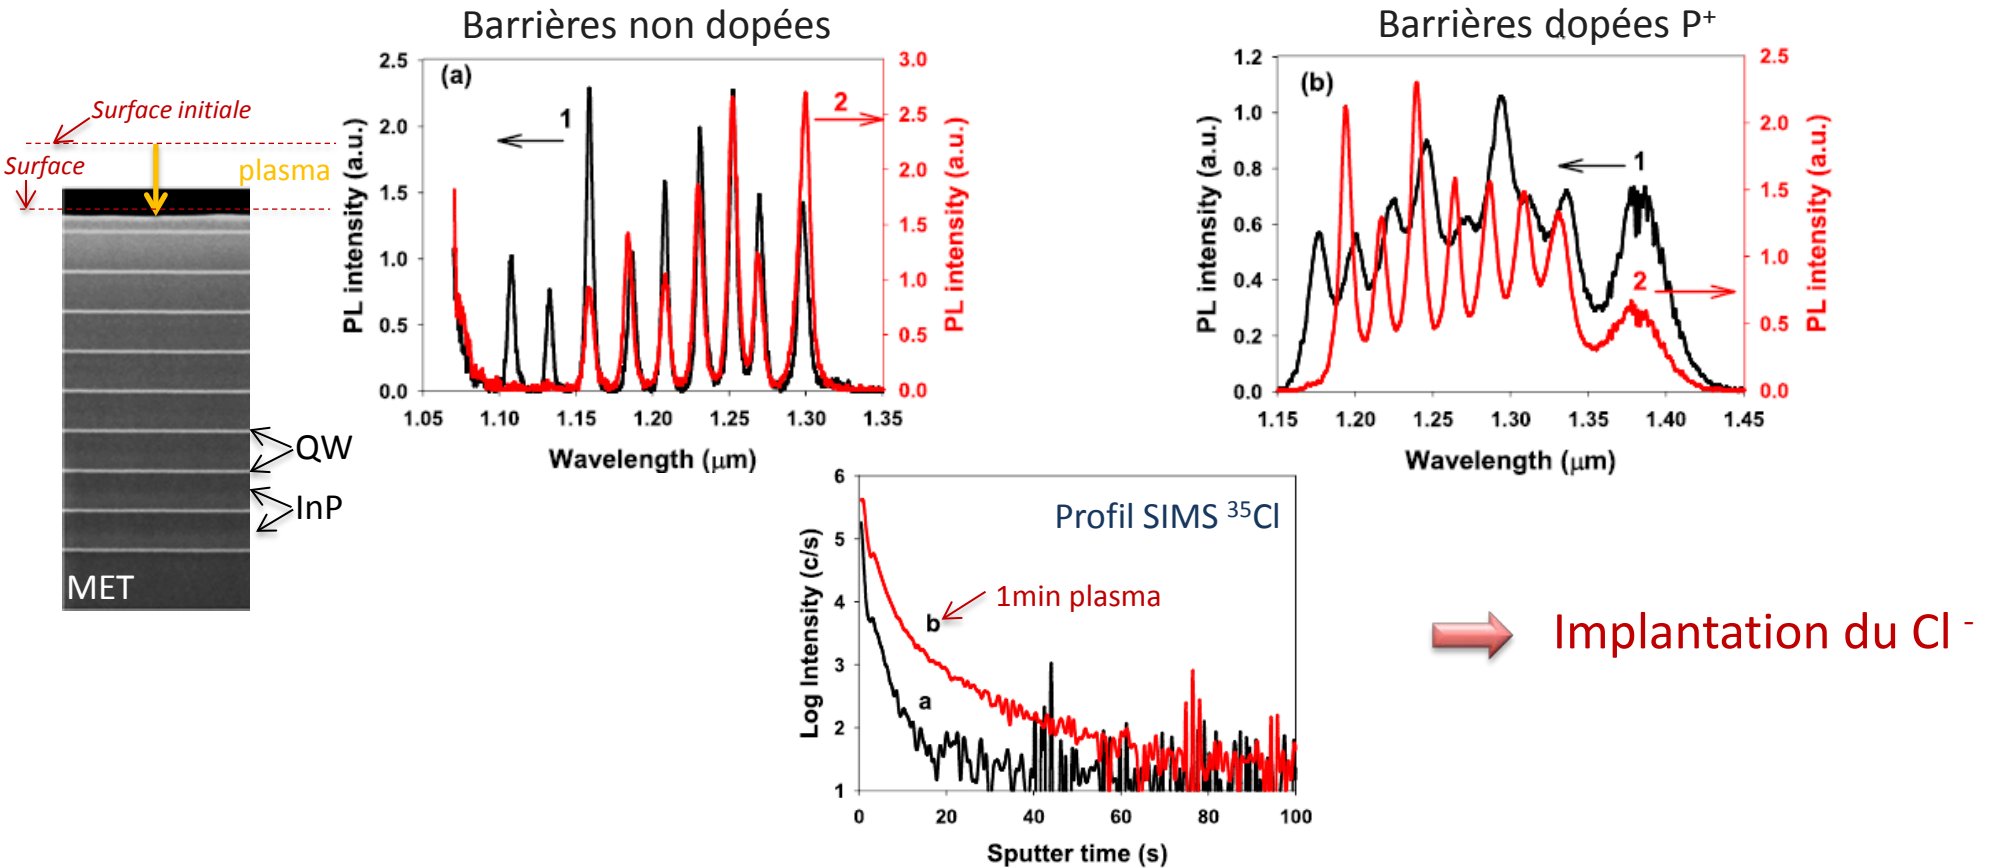 Barrières non dopées
Barrières dopées P⁺
Surface initiale
Surface
plasma
QW
InP
MET
(a)
1
2
PL intensity (a.u.)
2.5
2.0
1.5
1.0
0.5
0.0
3.0
2.5
2.0
1.5
1.0
0.5
0.0
PL intensity (a.u.)
1.05 1.10 1.15 1.20 1.25 1.30 1.35
Wavelength (μm)
(b)
1
2
PL intensity (a.u.)
1.2
1.0
0.8
0.6
0.4
0.2
0.0
2.5
2.0
1.5
1.0
0.5
0.0
PL intensity (a.u.)
1.15 1.20 1.25 1.30 1.35 1.40 1.45
Wavelength (μm)
Profil SIMS ³⁵Cl
1min plasma
b
a
Log Intensity (c/s)
6
5
4
3
2
1
0 20 40 60 80 100
Sputter time (s)
Implantation du Cl ⁻